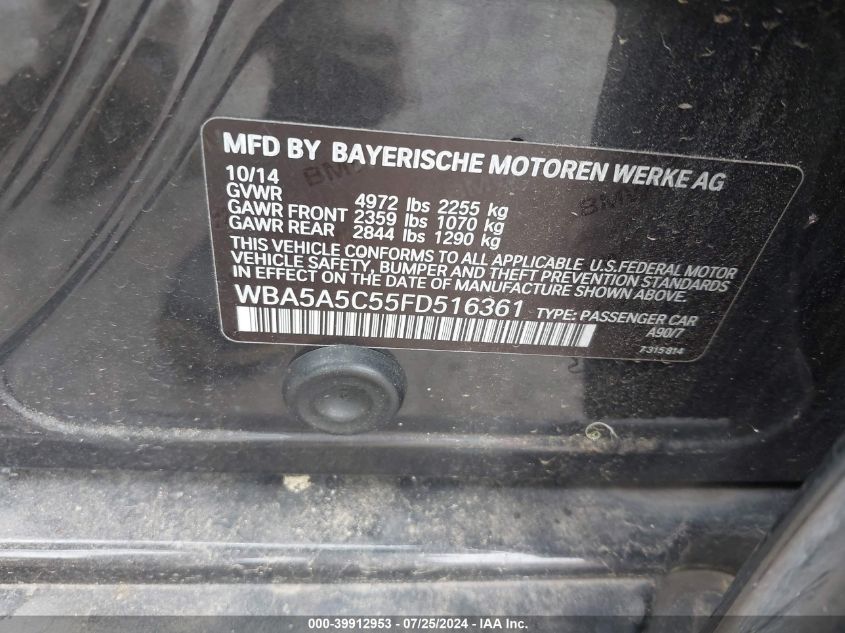 MFD BY BAYERISCHE MOTOREN WERKE AG
10/14
GVWR 4972 lbs 2255 kg
GAWR FRONT 2359 lbs 1070 kg
GAWR REAR 2844 lbs 1290 kg
THIS VEHICLE CONFORMS TO ALL APPLICABLE U.S.FEDERAL MOTOR
VEHICLE SAFETY, BUMPER AND THEFT PREVENTION STANDARDS
IN EFFECT ON THE DATE OF MANUFACTURE SHOWN ABOVE.
WBA5A5C55FD516361 TYPE: PASSENGER CAR
A90/7
7315814
000-39912953 - 07/25/2024 - IAAI INC.